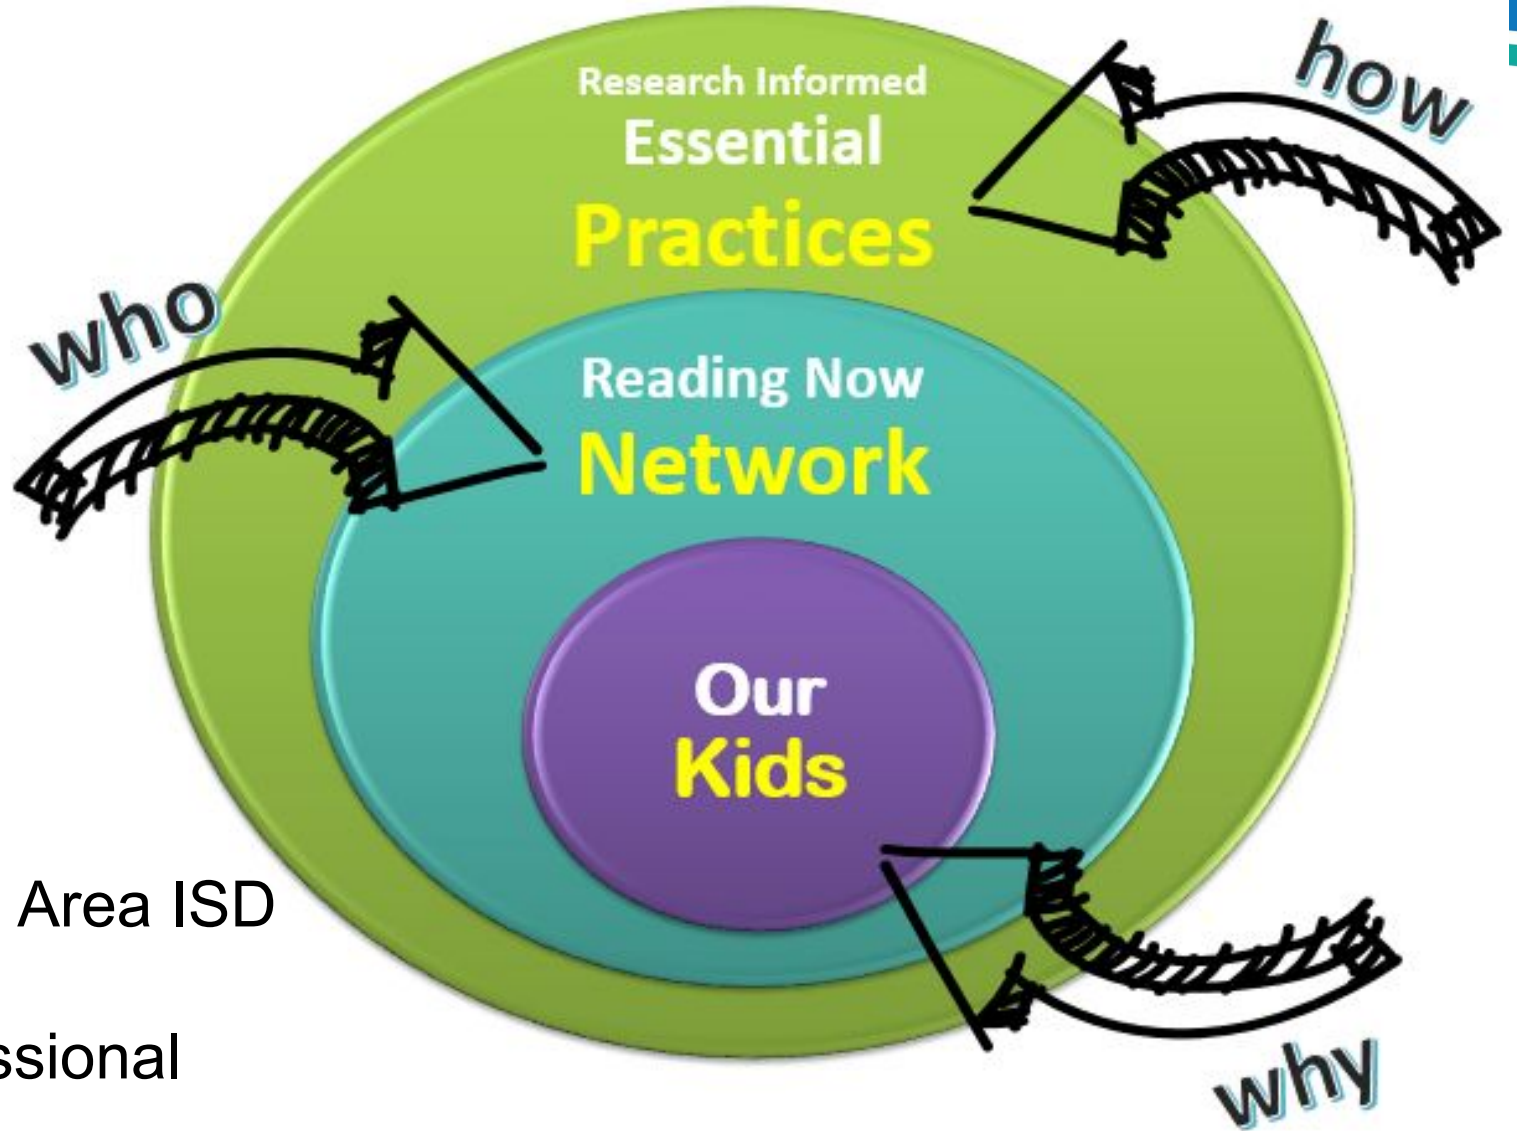 Research Informed
Essential
Practices
how
who
Reading Now
Network
Our
Kids
Area ISD
ssional
why